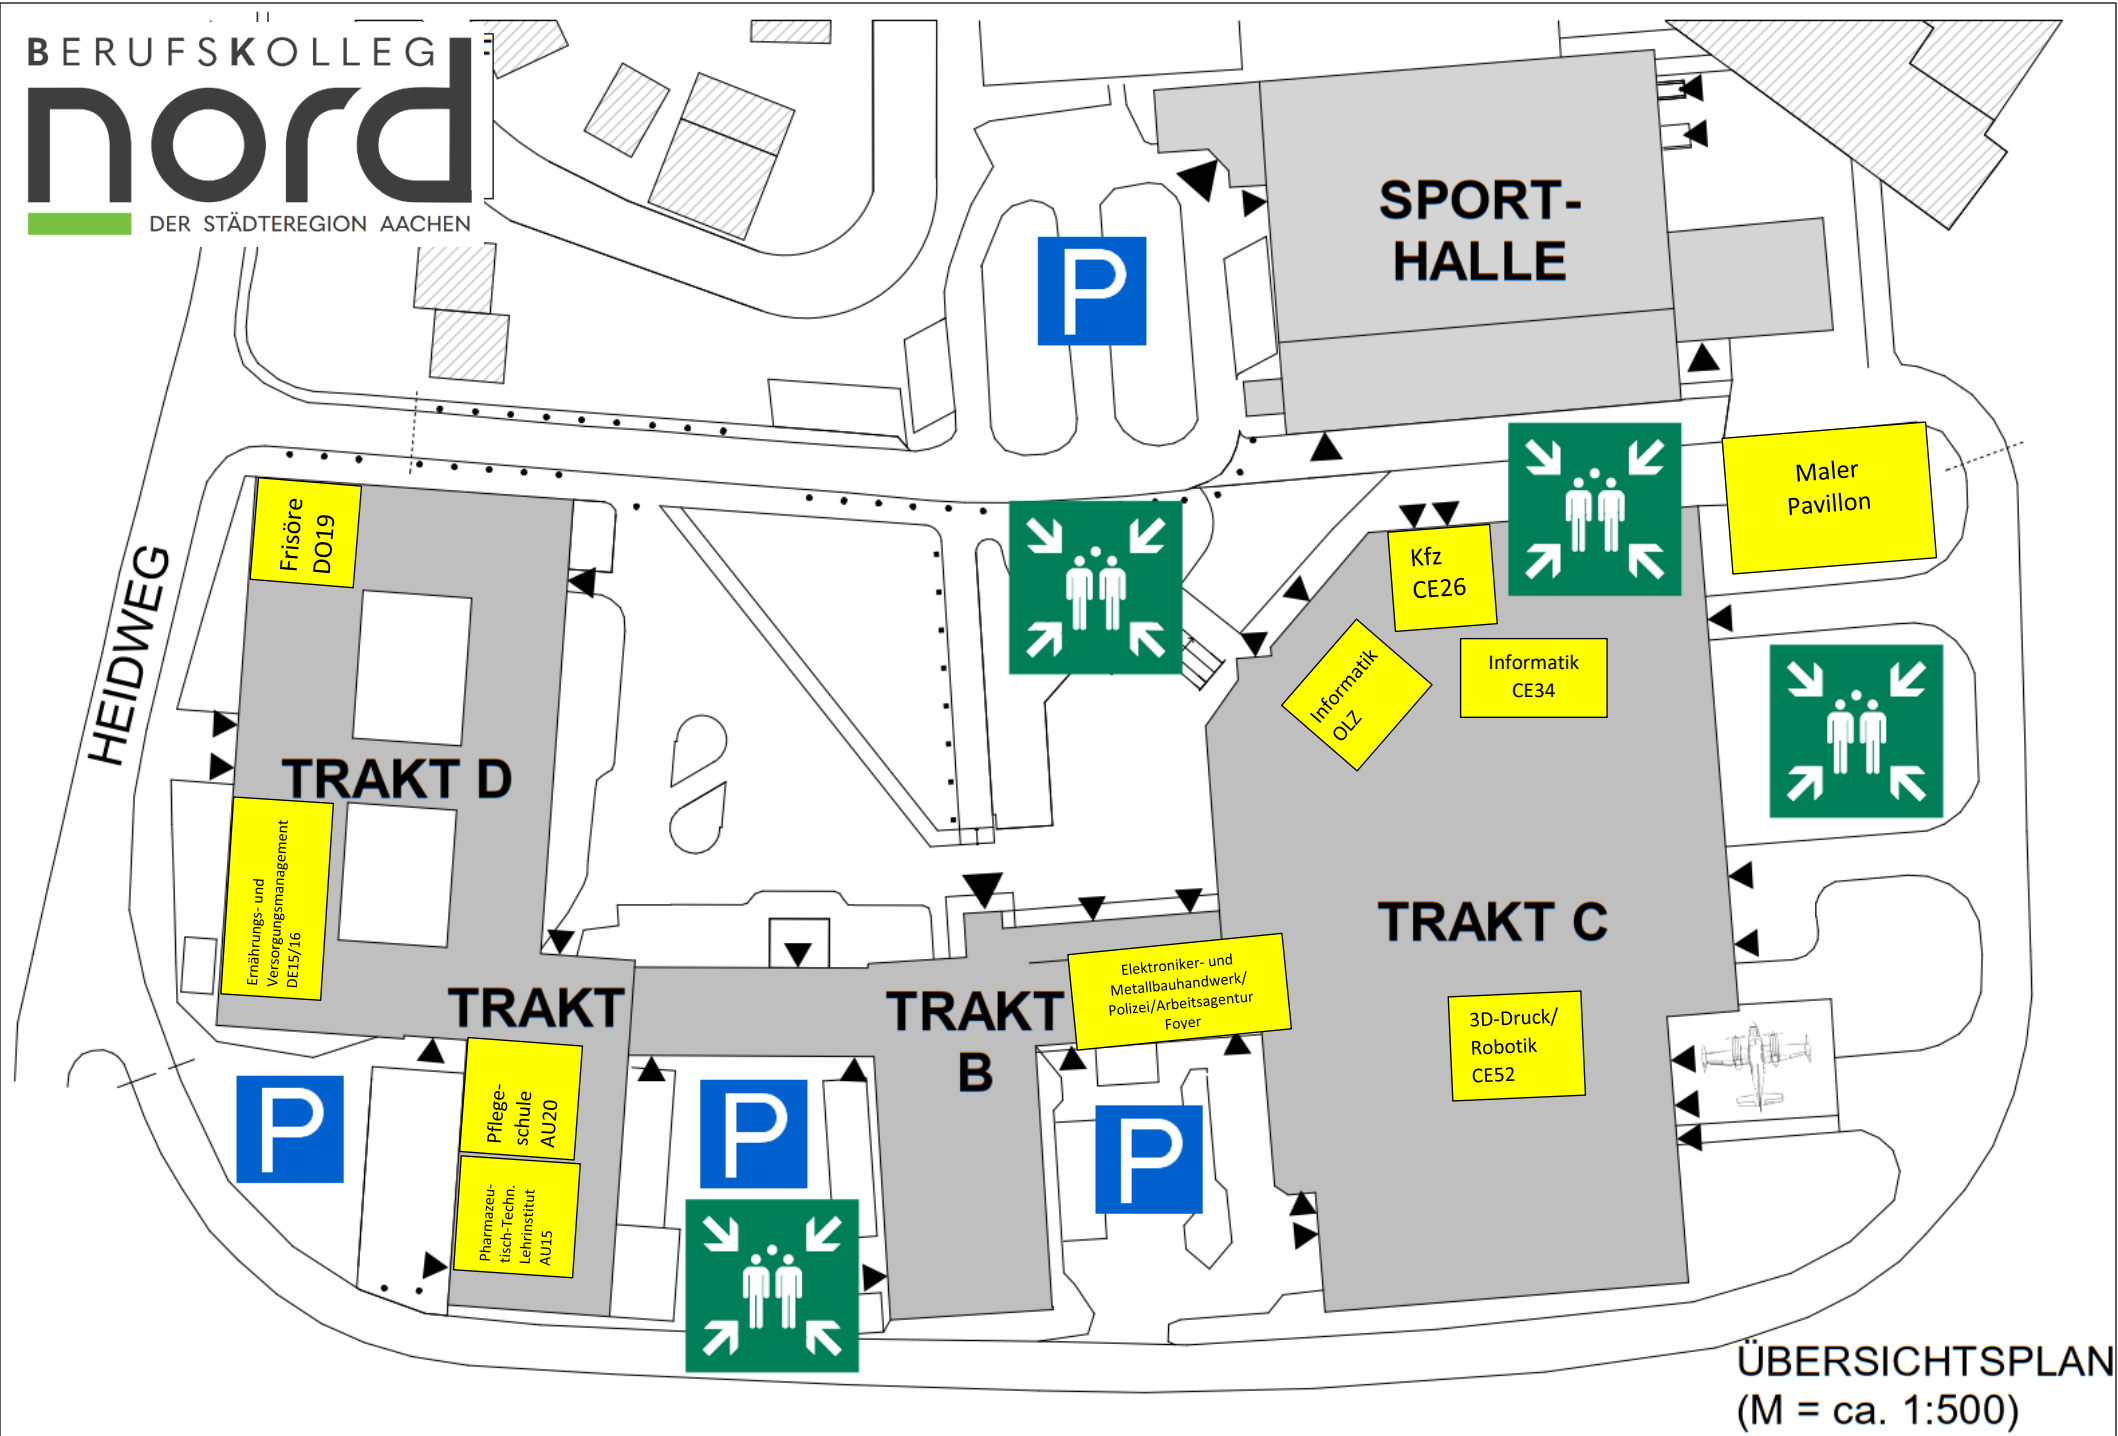 BERUFSKOLLEG
nord
DER STÄDTEREGION AACHEN
SPORT-
HALLE
P
Maler
Pavillon
Frisöre
DO19
Kfz
CE26
HEIDWEG
Informatik
OLZ
Informatik
CE34
TRAKT D
Ernährungs- und
Versorgungsmanagement
DE15/16
TRAKT C
TRAKT
TRAKT
B
Elektroniker- und
Metallbauhandwerk/
Polizei/Arbeitsagentur
Foyer
3D-Druck/
Robotik
CE52
Pflege-
schule
AU20
P
P
P
Pharmazeu-
tisch-Techn.
Lehrinstitut
AU15
ÜBERSICHTSPLAN
(M = ca. 1:500)